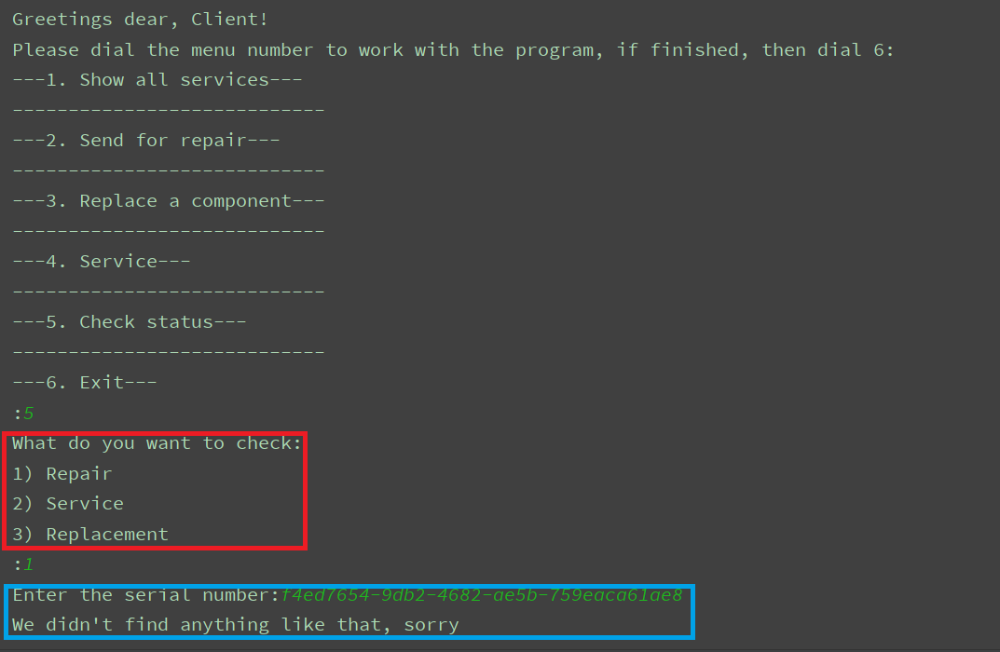 Greetings dear, Client!
Please dial the menu number to work with the program, if finished, then dial 6:
---1. Show all services---
----------------------------
---2. Send for repair---
----------------------------
---3. Replace a component---
----------------------------
---4. Service---
----------------------------
---5. Check status---
----------------------------
---6. Exit---
:5
What do you want to check:
1) Repair
2) Service
3) Replacement
:1
Enter the serial number:f4ed7654-9db2-4682-ae5b-759eaca61ae8
We didn't find anything like that, sorry